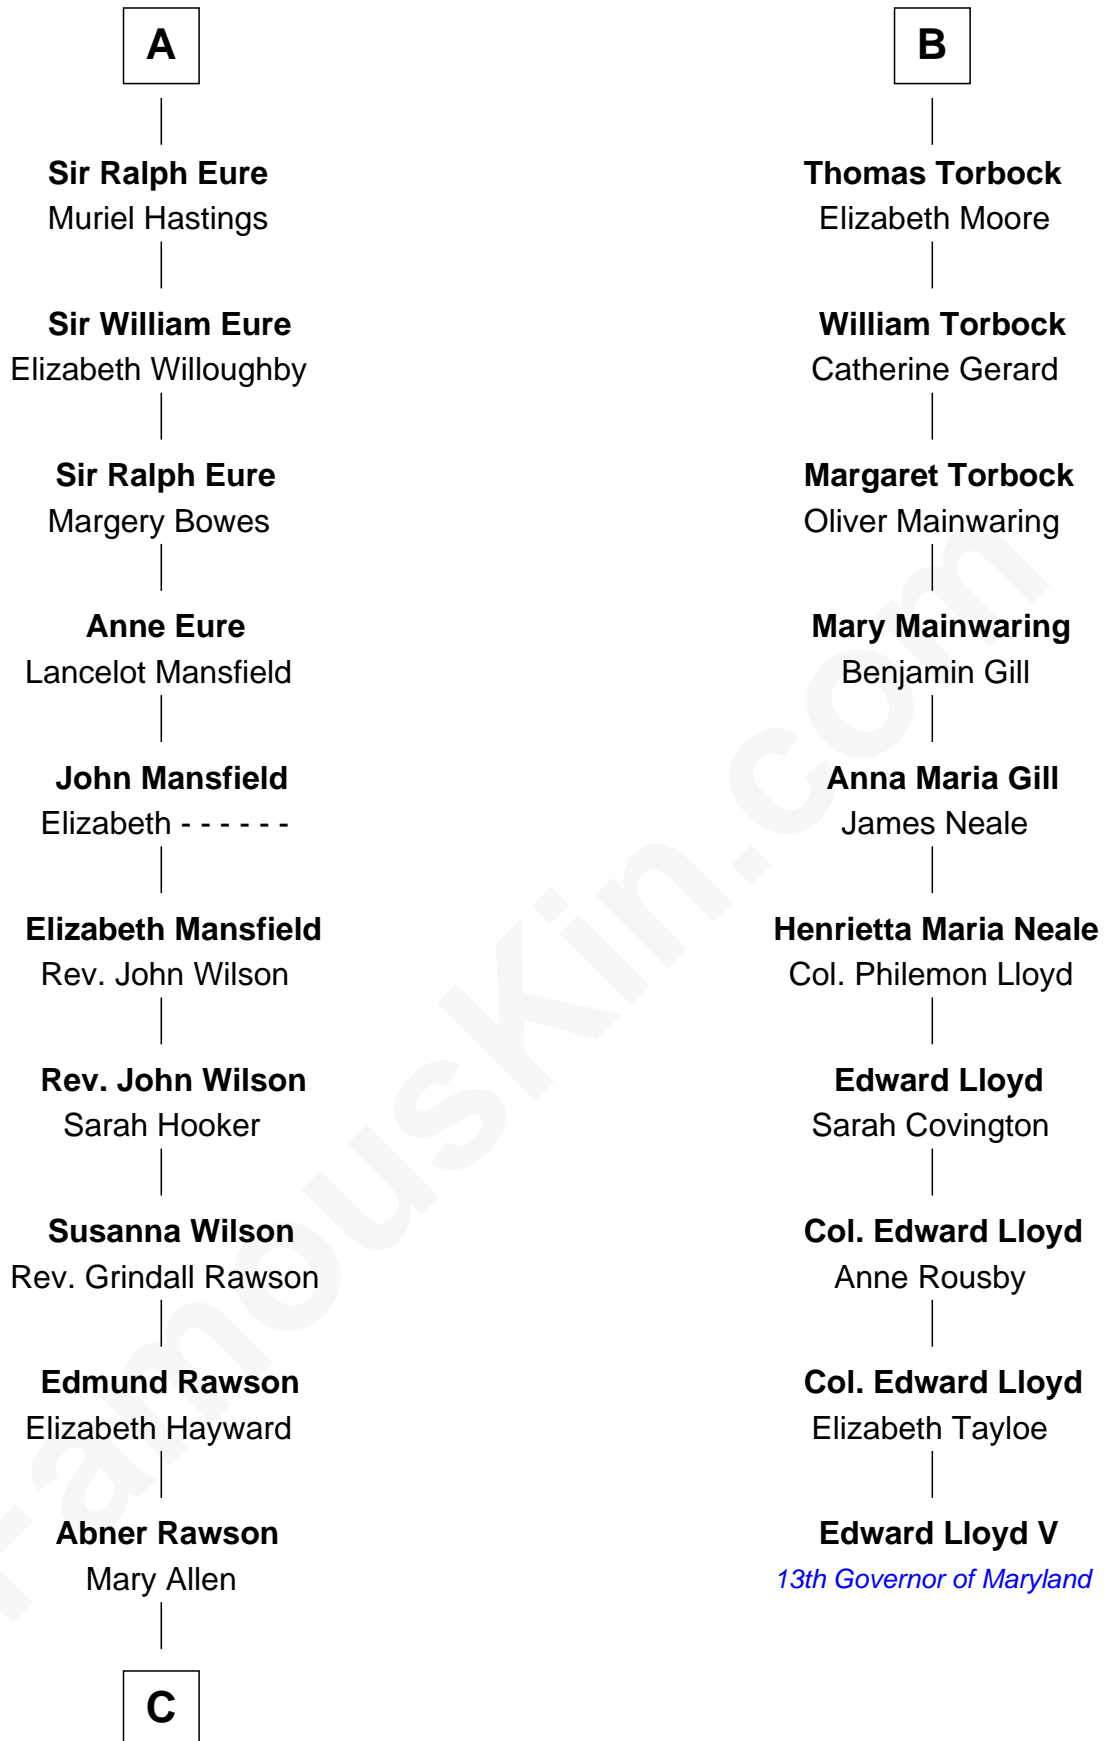 A
Sir Ralph Eure
Muriel Hastings
Sir William Eure
Elizabeth Willoughby
Sir Ralph Eure
Margery Bowes
Anne Eure
Lancelot Mansfield
John Mansfield
Elizabeth - - - - - -
Elizabeth Mansfield
Rev. John Wilson
Rev. John Wilson
Sarah Hooker
Susanna Wilson
Rev. Grindall Rawson
Edmund Rawson
Elizabeth Hayward
Abner Rawson
Mary Allen
C
B
Thomas Torbock
Elizabeth Moore
William Torbock
Catherine Gerard
Margaret Torbock
Oliver Mainwaring
Mary Mainwaring
Benjamin Gill
Anna Maria Gill
James Neale
Henrietta Maria Neale
Col. Philemon Lloyd
Edward Lloyd
Sarah Covington
Col. Edward Lloyd
Anne Rousby
Col. Edward Lloyd
Elizabeth Tayloe
Edward Lloyd V
13th Governor of Maryland
FamousKin.com